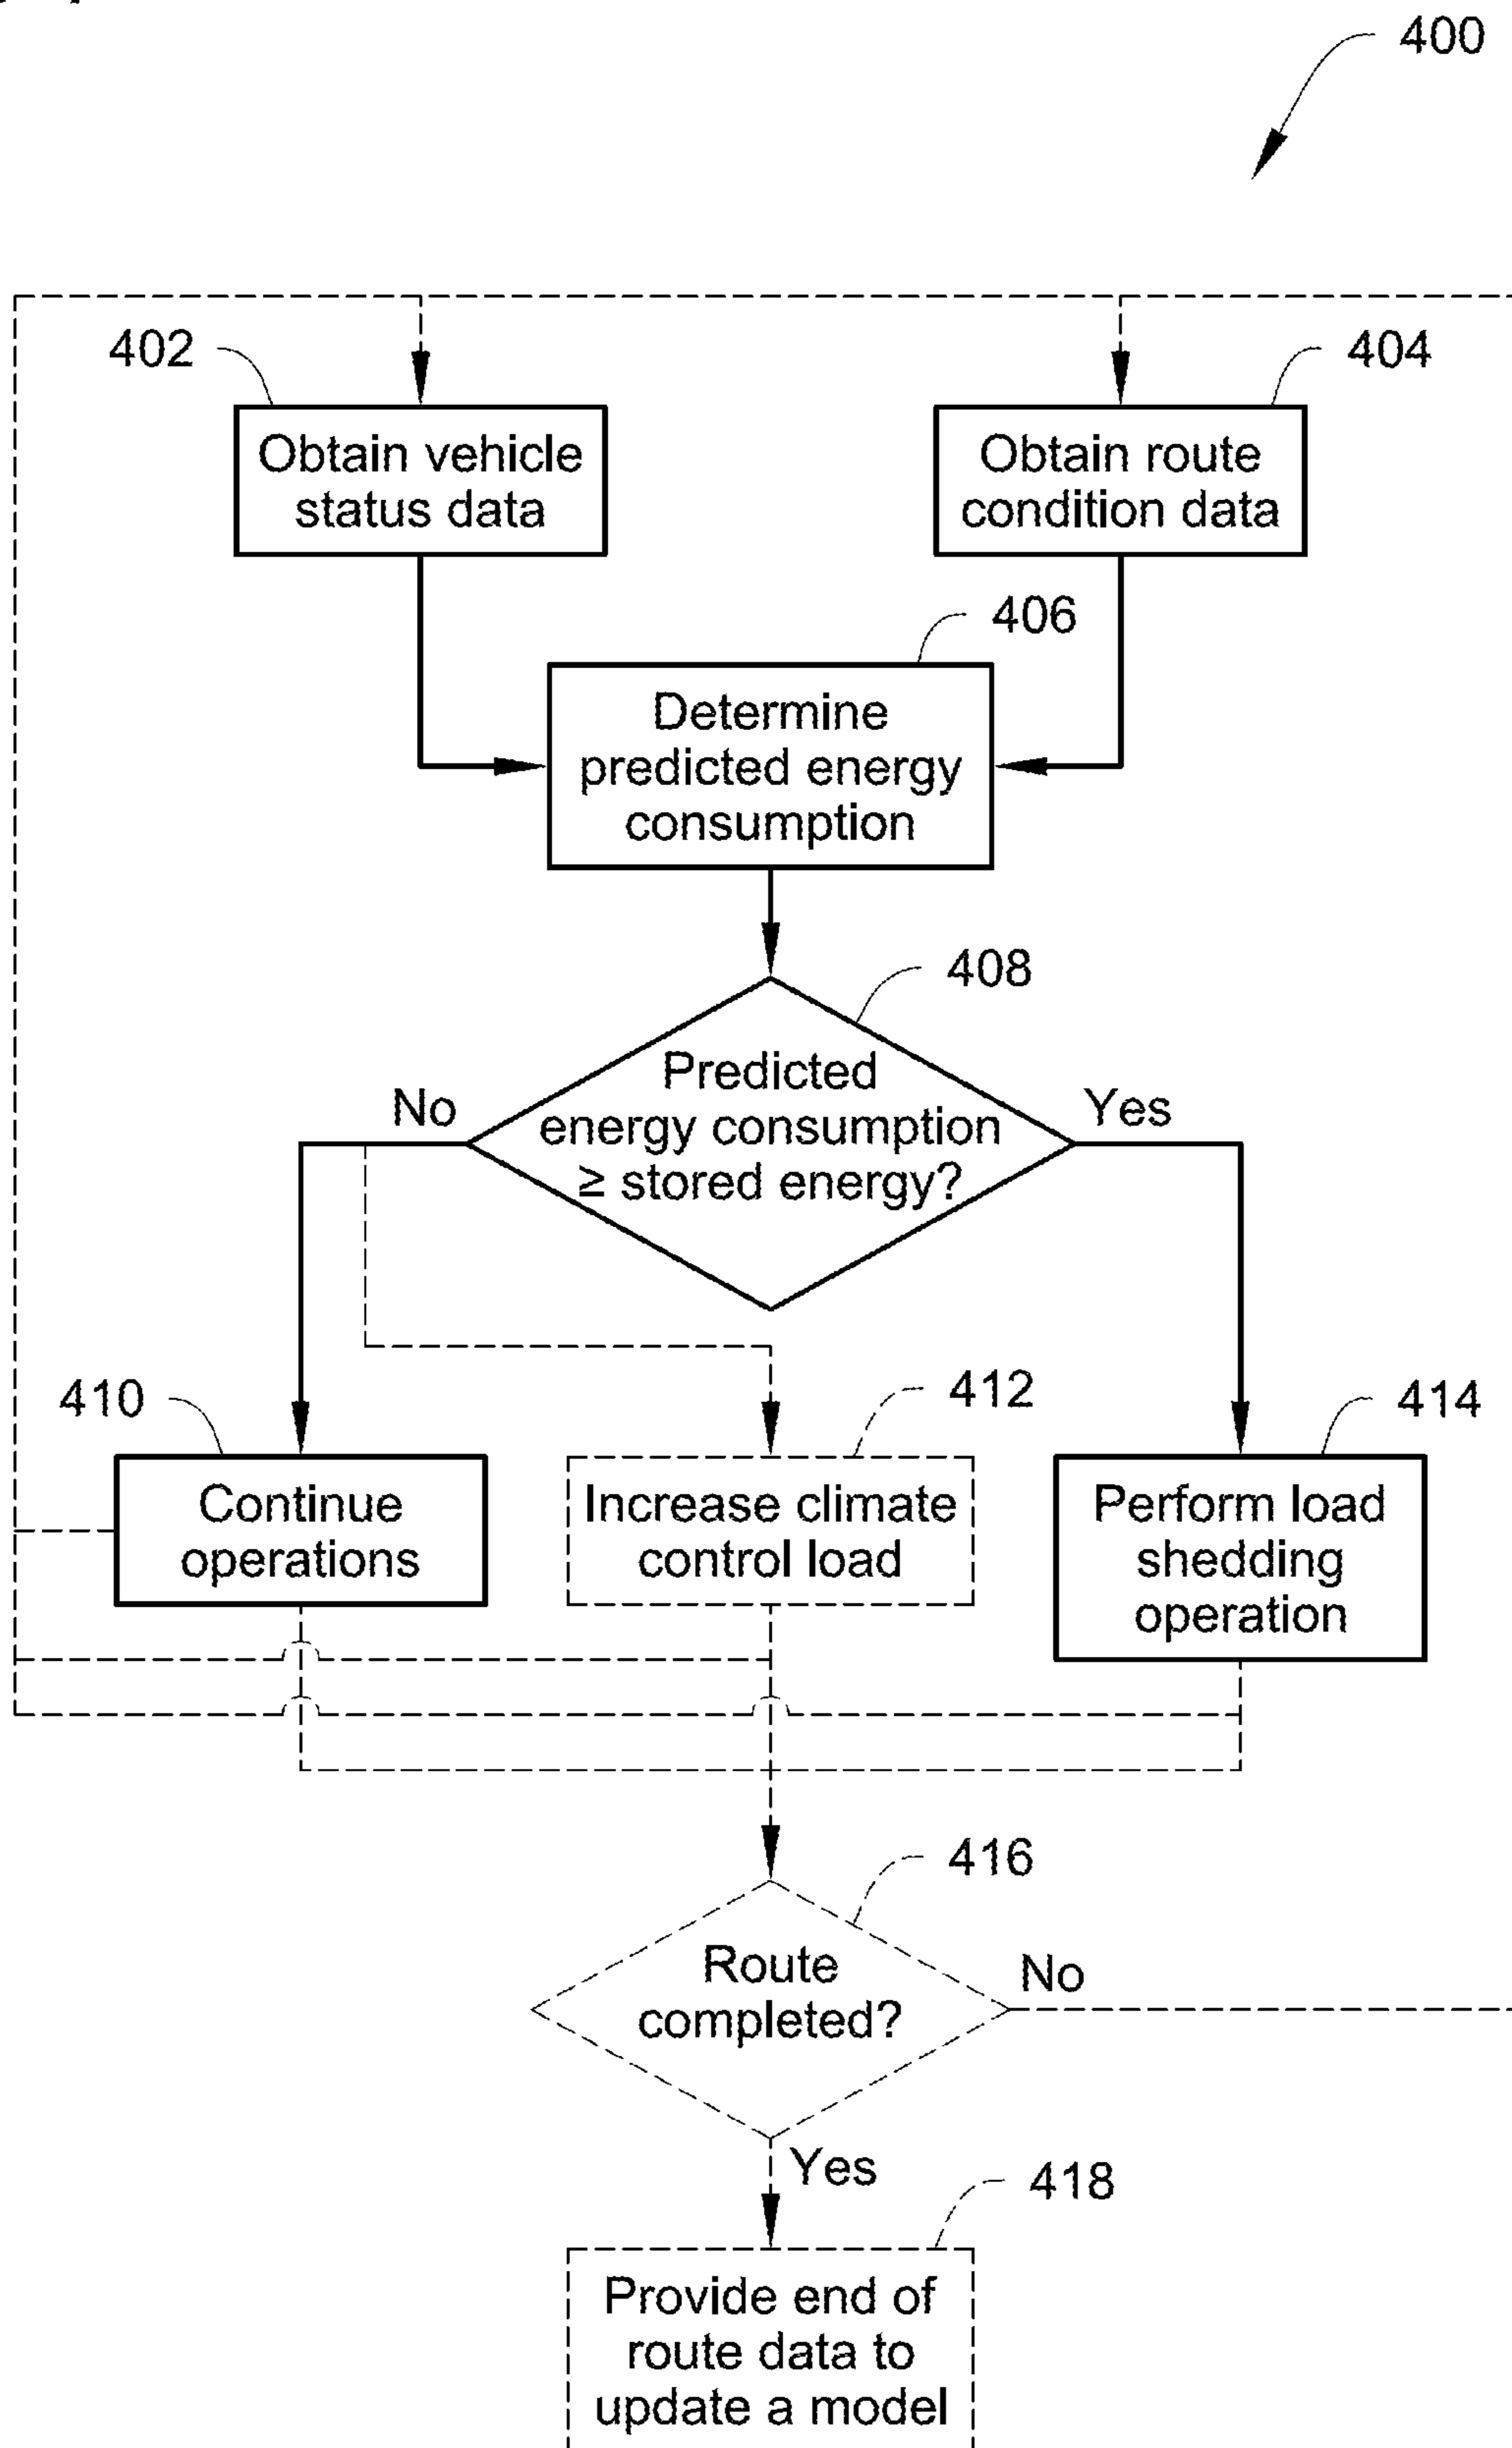 400
402
404
Obtain vehicle
status data
Obtain route
condition data
406
Determine
predicted energy
consumption
408
No
Predicted
energy consumption
≥ stored energy?
Yes
410
412
414
Continue
operations
Increase climate
control load
Perform load
shedding
operation
416
Route
completed?
No
Yes
418
Provide end of
route data to
update a model